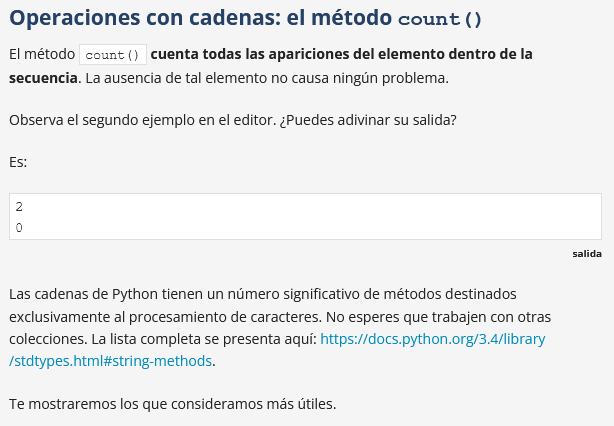 Operaciones con cadenas: el método count()
El método count() cuenta todas las apariciones del elemento dentro de la
secuencia. La ausencia de tal elemento no causa ningún problema.
Observa el segundo ejemplo en el editor. ¿Puedes adivinar su salida?
Es:
2
0
salida
Las cadenas de Python tienen un número significativo de métodos destinados
exclusivamente al procesamiento de caracteres. No esperes que trabajen con otras
colecciones. La lista completa se presenta aquí: https://docs.python.org/3.4/library
/stdtypes.html#string-methods.
Te mostraremos los que consideramos más útiles.